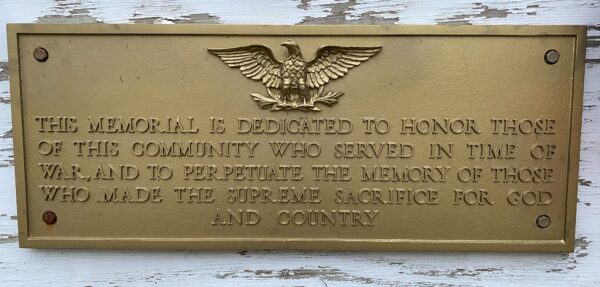 THIS MEMORIAL IS DEDICATED TO HONOR THOSE
OF THIS COMMUNITY WHO SERVED IN TIME OF
WAR, AND TO PERPETUATE THE MEMORY OF THOSE
WHO MADE THE SUPREME SACRIFICE FOR GOD
AND COUNTRY